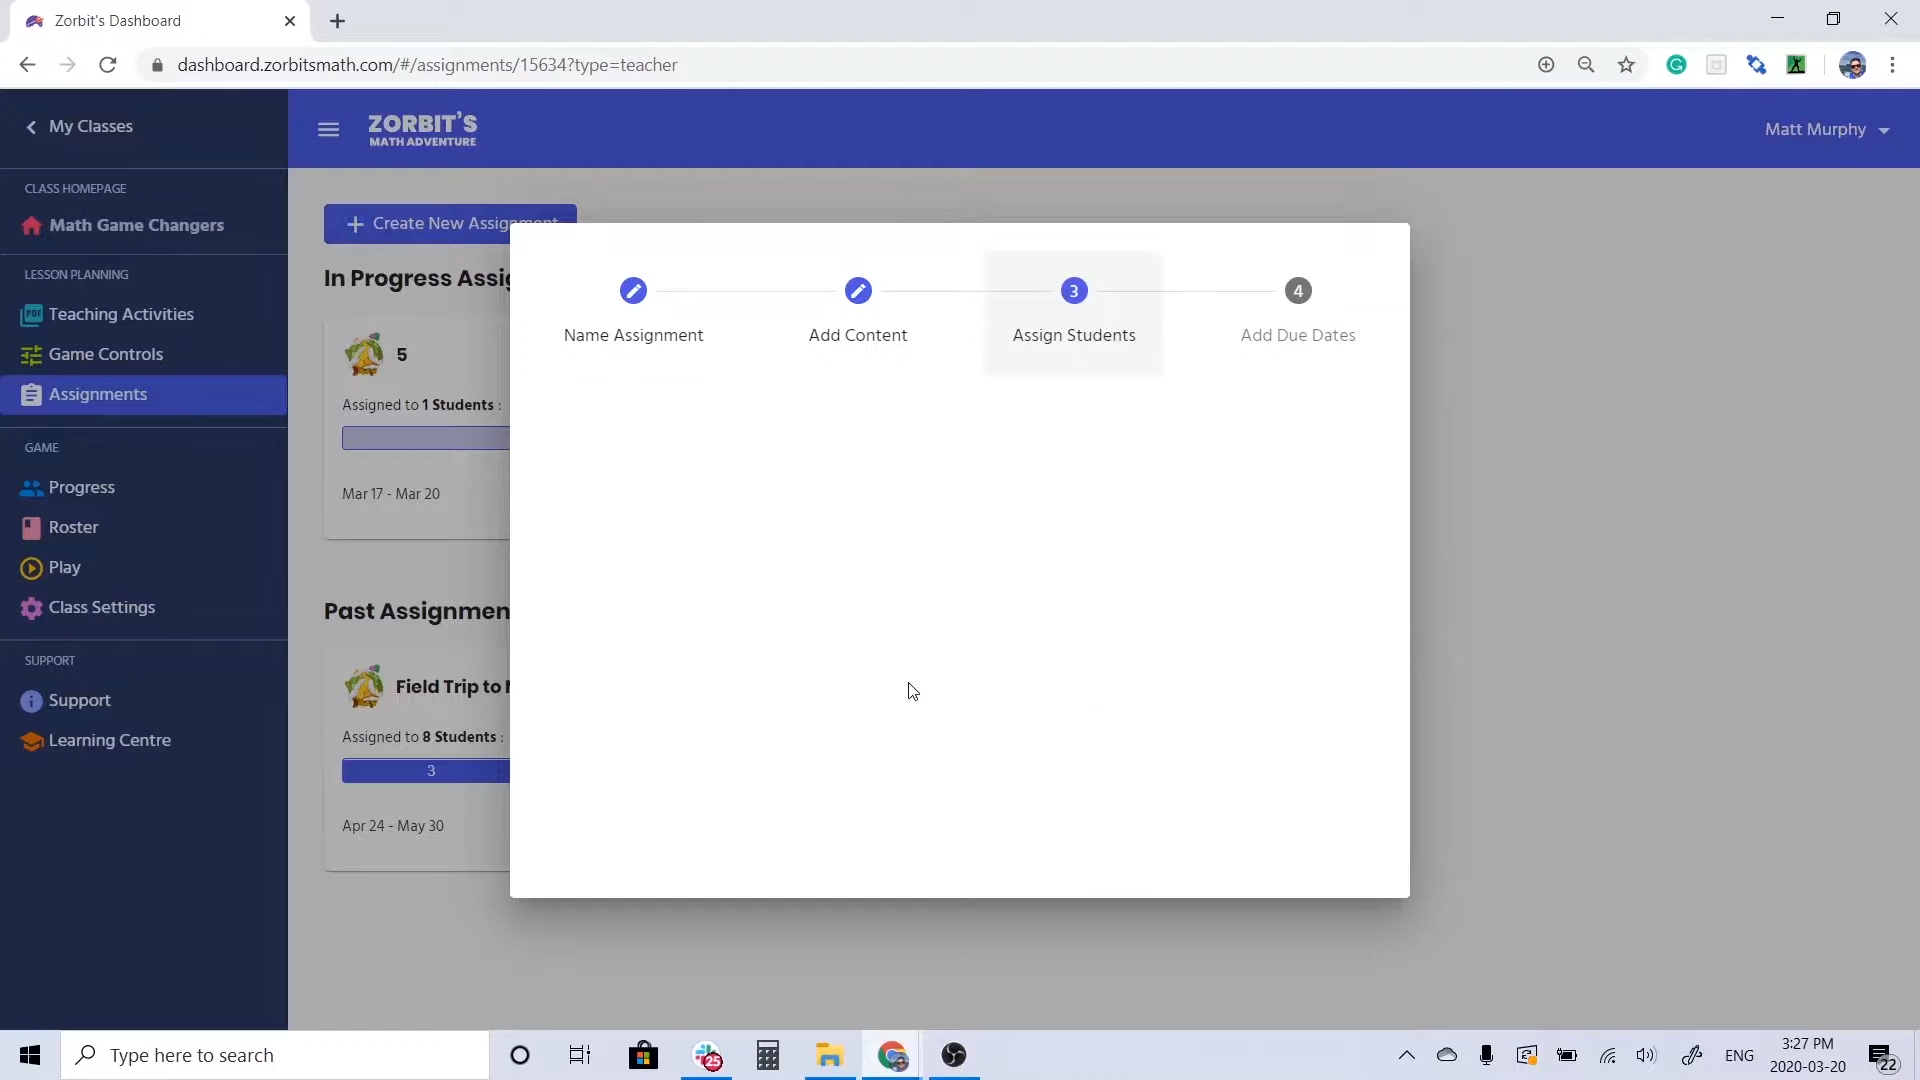 Zorbit's Dashboard
dashboard.zorbitsmath.com/#/assignments/15634?type=teacher
My Classes
CLASS HOMEPAGE
Math Game Changers
LESSON PLANNING
PDF
Teaching Activities
Game Controls
Assignments
GAME
Progress
Roster
Play
Class Settings
SUPPORT
Support
Learning Centre
ZORBIT'S
MATH ADVENTURE
Matt Murphy
Create New Assignment
In Progress Assig
5
Assigned to 1 Students :
Mar 17 - Mar 20
Past Assignmen
Field Trip to
Assigned to 8 Students :
3
Apr 24 - May 30
3
4
Name Assignment
Add Content
Assign Students
Add Due Dates
Type here to search
25
ENG
3:27 PM
2020-03-20
22